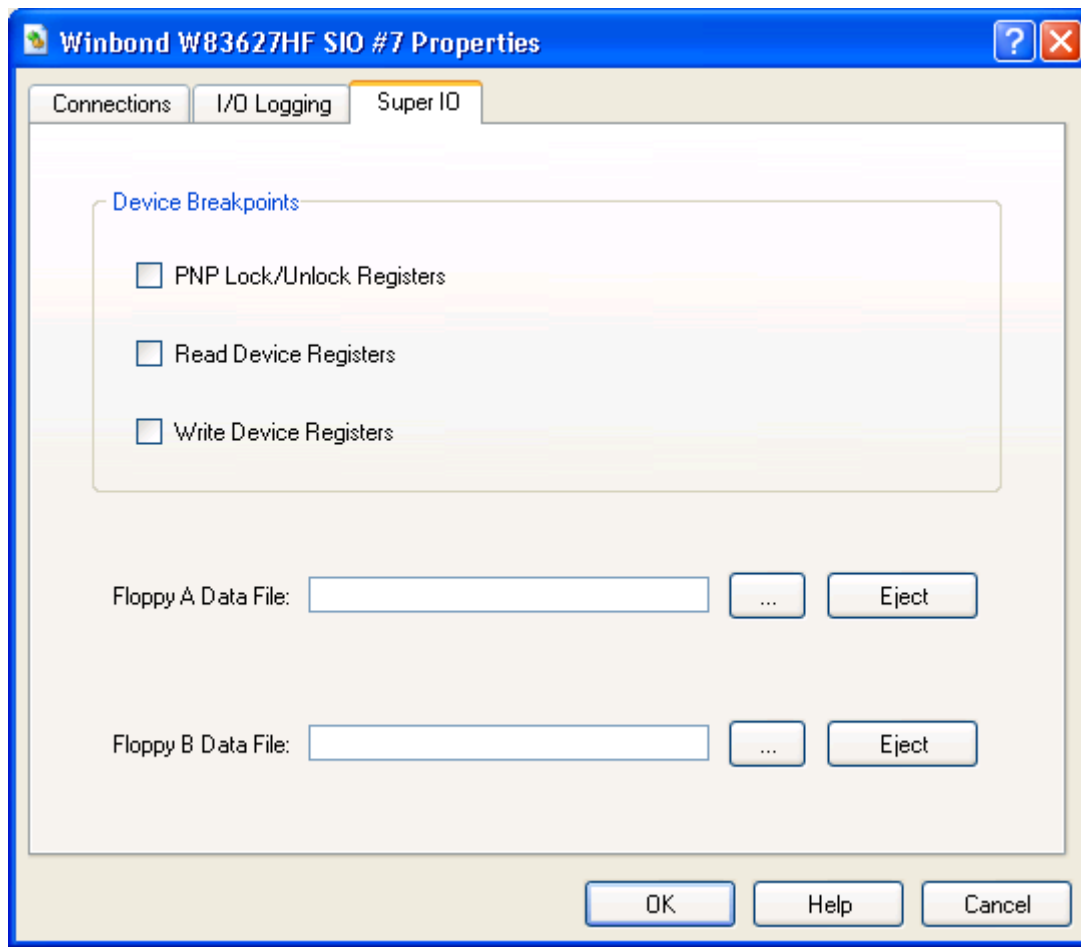 Winbond W83627HF SIO #7 Properties
?
Connections I/O Logging Super IO
Device Breakpoints
PNP Lock/Unlock Registers
Read Device Registers
Write Device Registers
Floppy A Data File: ... Eject
Floppy B Data File: ... Eject
OK Help Cancel